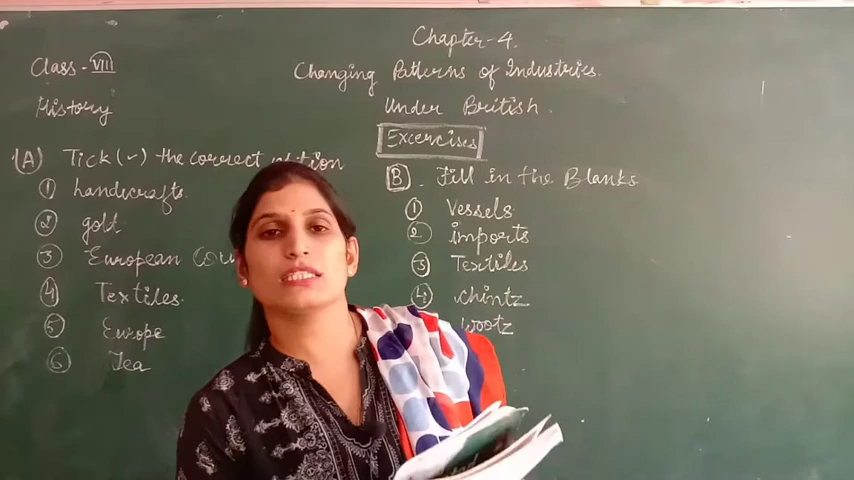 Chapter-4.
Class - VII
Changing Patterns of Industries.
History
Under British.
Excercises
(A) Tick (✓) the correct
① handicrafts.
② gold.
③ European
④ Textiles.
⑤ Europe
⑥ Tea
B. Fill in the Blanks
① Vessels
② imports
③ Textiles
④ chintz
wootz